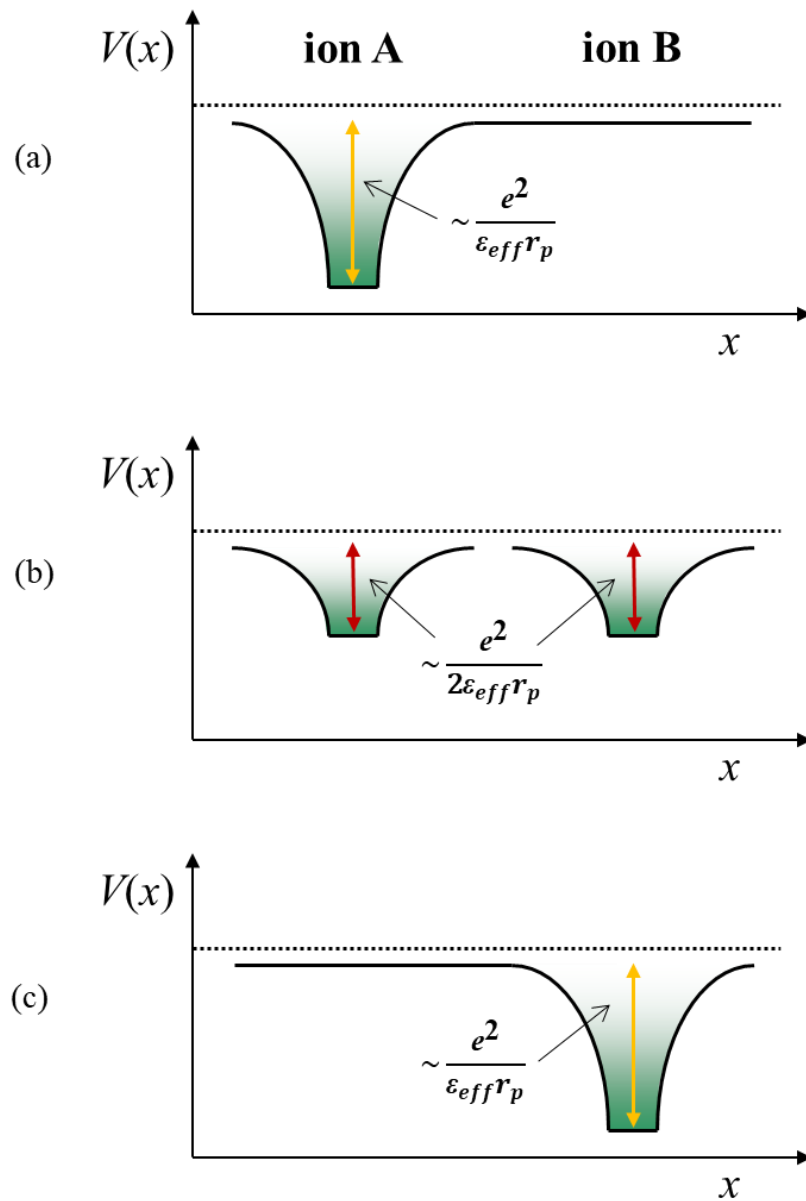 V(x) ion A ion B
(a)
~ e² / ε_eff r_p
x
V(x)
(b)
~ e² / 2ε_eff r_p
x
V(x)
(c)
~ e² / ε_eff r_p
x